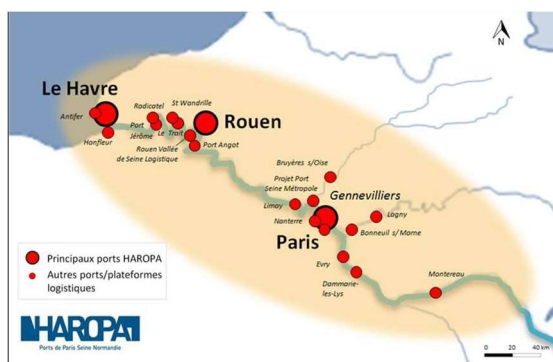 N
Le Havre
Antifer
Honfleur
Radicatel
St Wandrille
Port
Jérôme
Le Trait
Rouen
Rouen Vallée
de Seine Logistique
Port Angot
Bruyères s/Oise
Projet Port
Seine Métropole
Gennevilliers
Limay
Nanterre
Lagny
Paris
Bonneuil s/Marne
Evry
Dammarie-
les-Lys
Montereau
Principaux ports HAROPA
Autres ports/plateformes
logistiques
HAROPA
Ports de Paris Seine Normandie
0
20
40 km